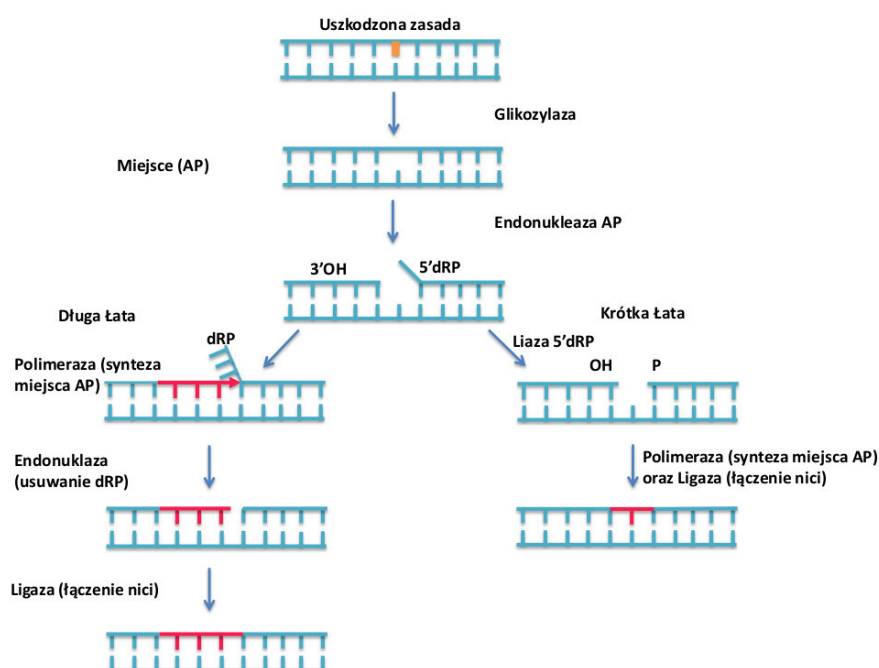 Uszkodzona zasada
Glikozylaza
Miejsce (AP)
Endonukleaza AP
3’OH
5’dRP
Długa Łata
Krótka Łata
dRP
Liaza 5’dRP
Polimeraza (synteza
miejsca AP)
OH
P
Endonuklaza
(usuwanie dRP)
Polimeraza (synteza miejsca AP)
oraz Ligaza (łączenie nici)
Ligaza (łączenie nici)